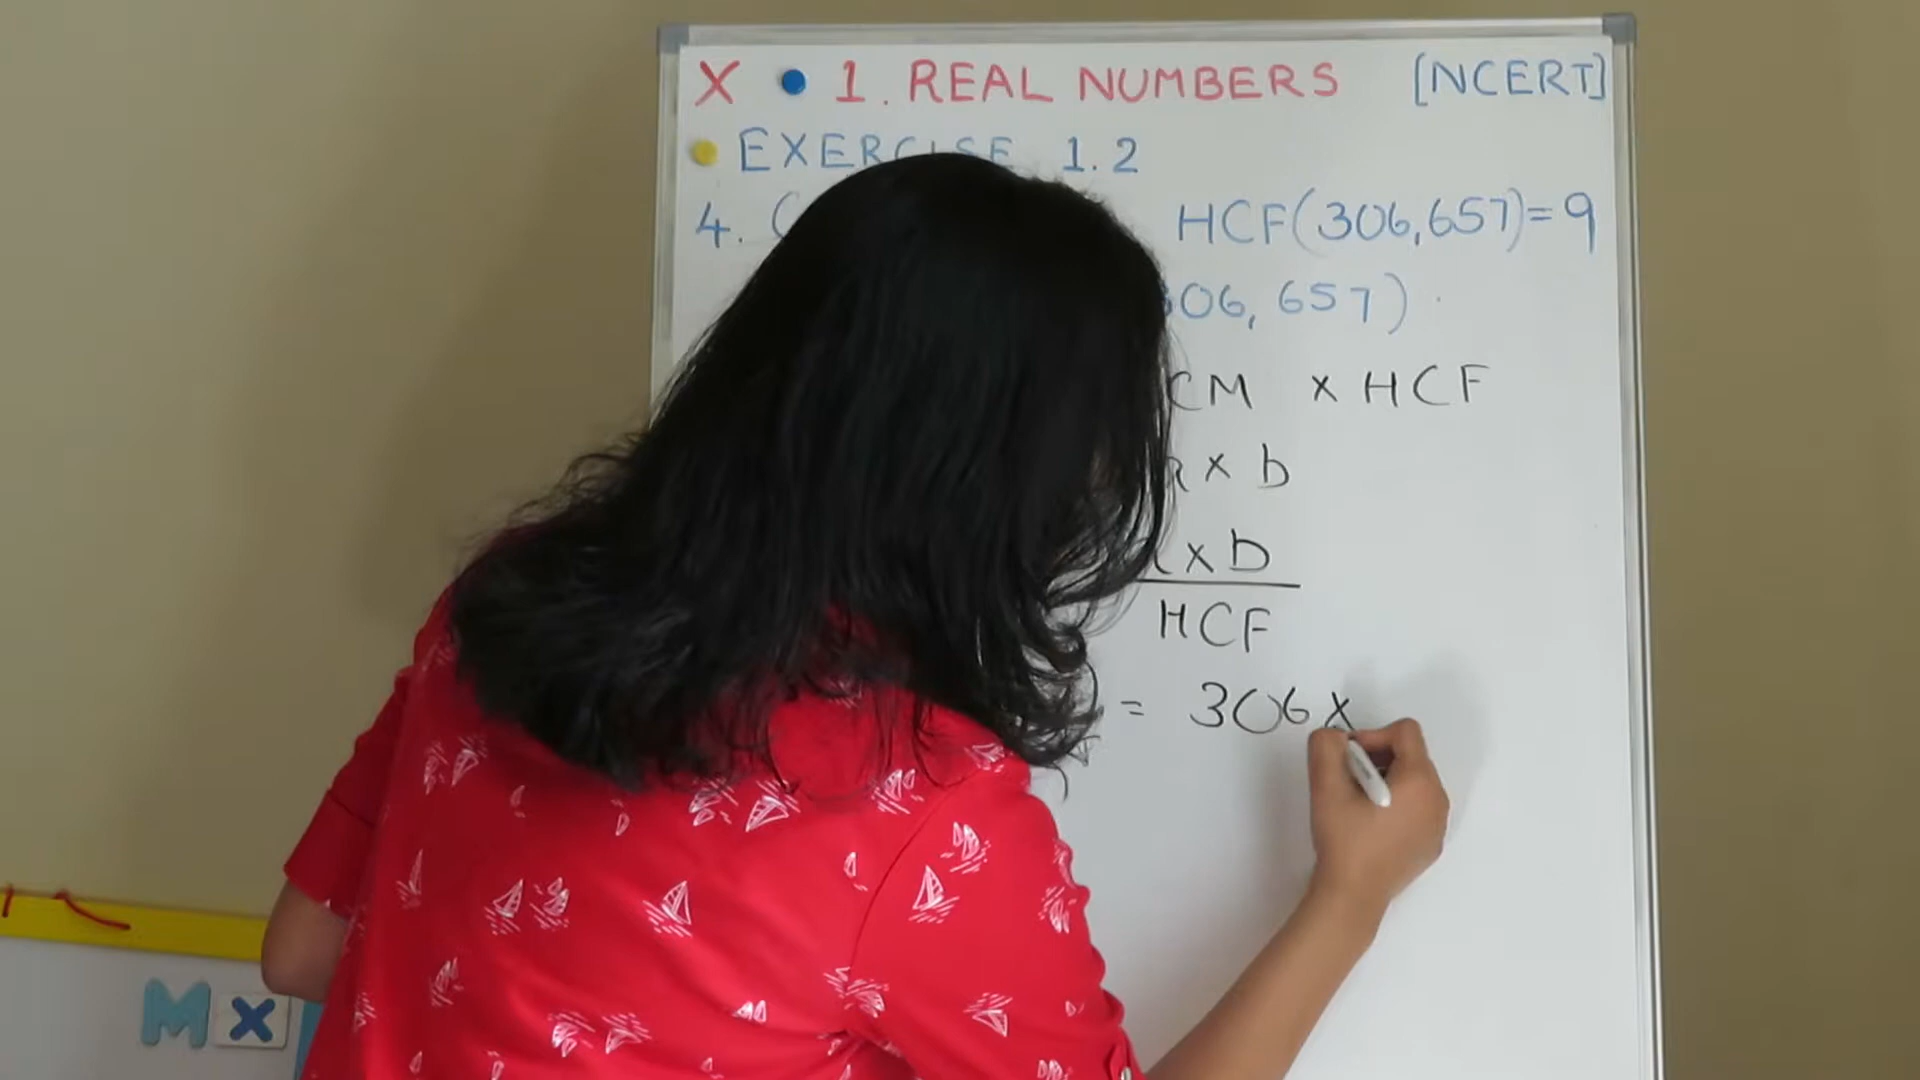 X 1. REAL NUMBERS [NCERT]
EXERCISE 1.2
4. HCF(306,657)=9
306, 657)
CM x HCF
x b
x b
HCF
= 306 x
M x